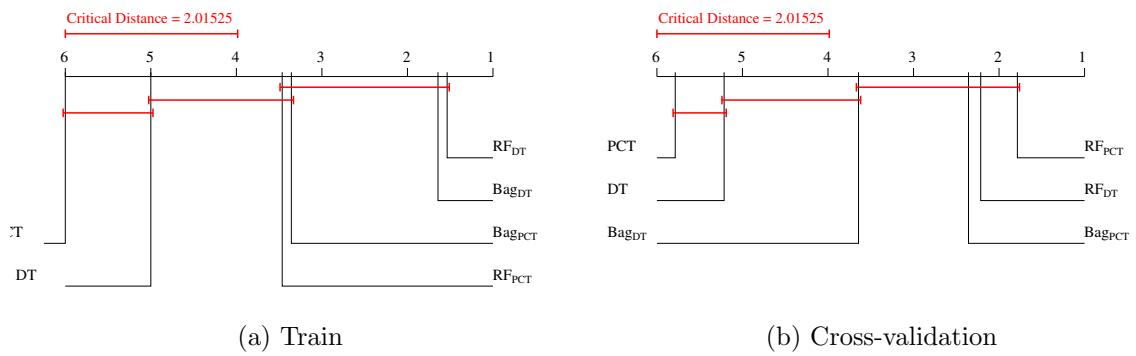 Critical Distance = 2.01525
6 5 4 3 2 1
RF_DT
Bag_DT
CT Bag_PCT
DT RF_PCT
(a) Train
Critical Distance = 2.01525
6 5 4 3 2 1
PCT RF_PCT
DT RF_DT
Bag_DT Bag_PCT
(b) Cross-validation